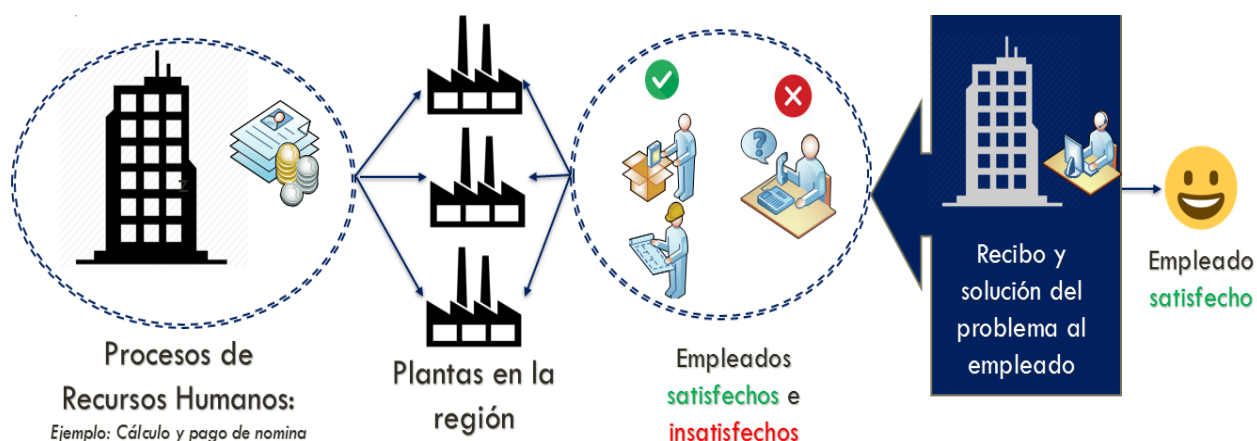 Procesos de
Recursos Humanos:
Ejemplo: Cálculo y pago de nomina
Plantas en la
región
Empleados
satisfechos e
insatisfechos
Recibo y
solución del
problema al
empleado
Empleado
satisfecho
z
?